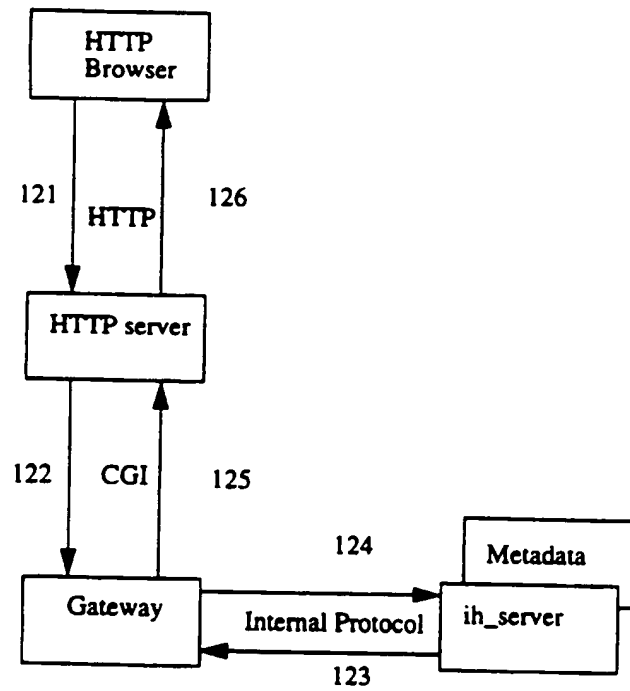 HTTP
Browser
121
HTTP
126
HTTP server
122
CGI
125
124
Metadata
Gateway
Internal Protocol
ih_server
123